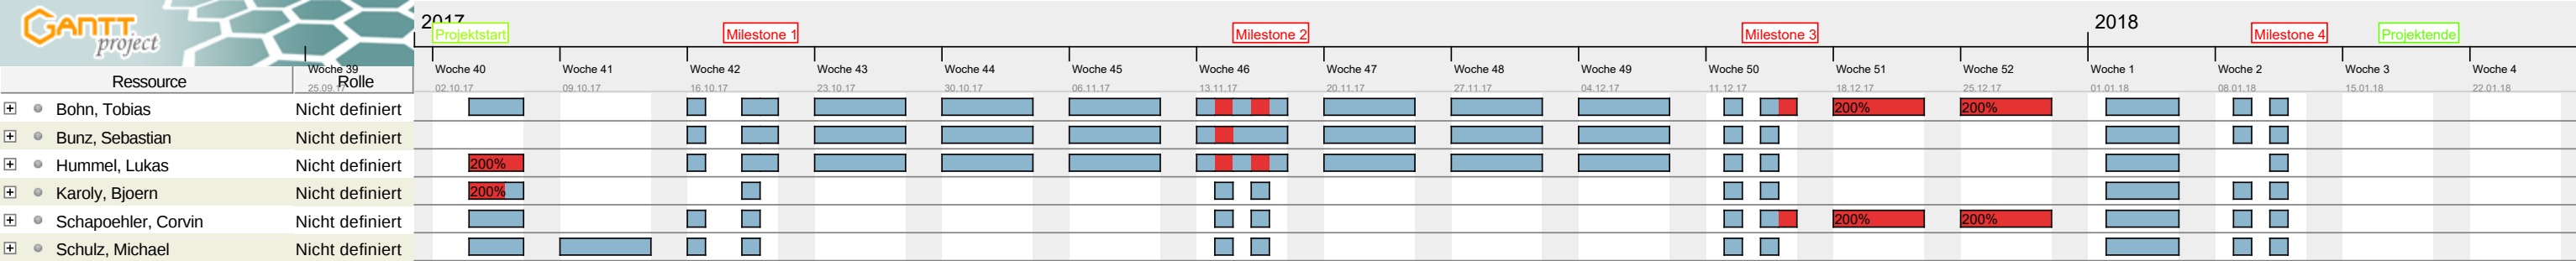 GANTT
project
2017
2018
Projektstart
Milestone 1
Milestone 2
Milestone 3
Milestone 4
Projektende
Woche 39
Woche 40
Woche 41
Woche 42
Woche 43
Woche 44
Woche 45
Woche 46
Woche 47
Woche 48
Woche 49
Woche 50
Woche 51
Woche 52
Woche 1
Woche 2
Woche 3
Woche 4
Ressource
Rolle
25.09.17
02.10.17
09.10.17
16.10.17
23.10.17
30.10.17
06.11.17
13.11.17
20.11.17
27.11.17
04.12.17
11.12.17
18.12.17
25.12.17
01.01.18
08.01.18
15.01.18
22.01.18
Bohn, Tobias Nicht definiert 200% 200%
Bunz, Sebastian Nicht definiert
Hummel, Lukas Nicht definiert 200%
Karoly, Bjoern Nicht definiert 200%
Schapoehler, Corvin Nicht definiert 200% 200%
Schulz, Michael Nicht definiert